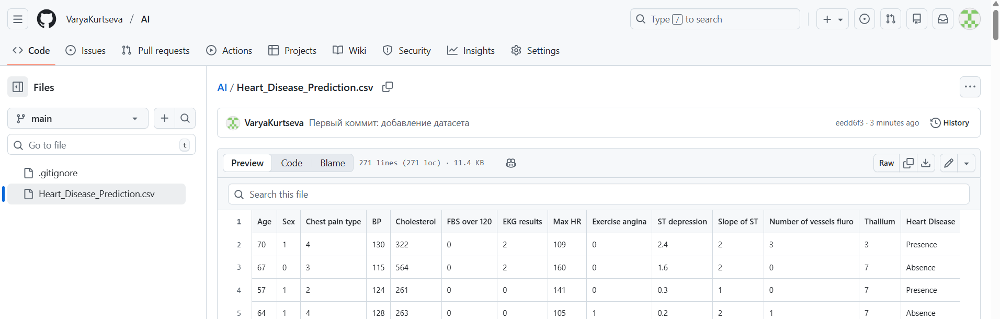 VaryaKurtseva / AI
Type / to search
Code Issues Pull requests Actions Projects Wiki Security Insights Settings
Files
main
Go to file t
.gitignore
Heart_Disease_Prediction.csv
AI / Heart_Disease_Prediction.csv
VaryaKurtseva Первый коммит: добавление датасета eedd6f3 · 3 minutes ago History
Preview Code Blame 271 lines (271 loc) · 11.4 KB Raw
Search this file
1 Age Sex Chest pain type BP Cholesterol FBS over 120 EKG results Max HR Exercise angina ST depression Slope of ST Number of vessels fluro Thallium Heart Disease
2 70 1 4 130 322 0 2 109 0 2.4 2 3 3 Presence
3 67 0 3 115 564 0 2 160 0 1.6 2 0 7 Absence
4 57 1 2 124 261 0 0 141 0 0.3 1 0 7 Presence
5 64 1 4 128 263 0 0 105 1 0.2 2 1 7 Absence